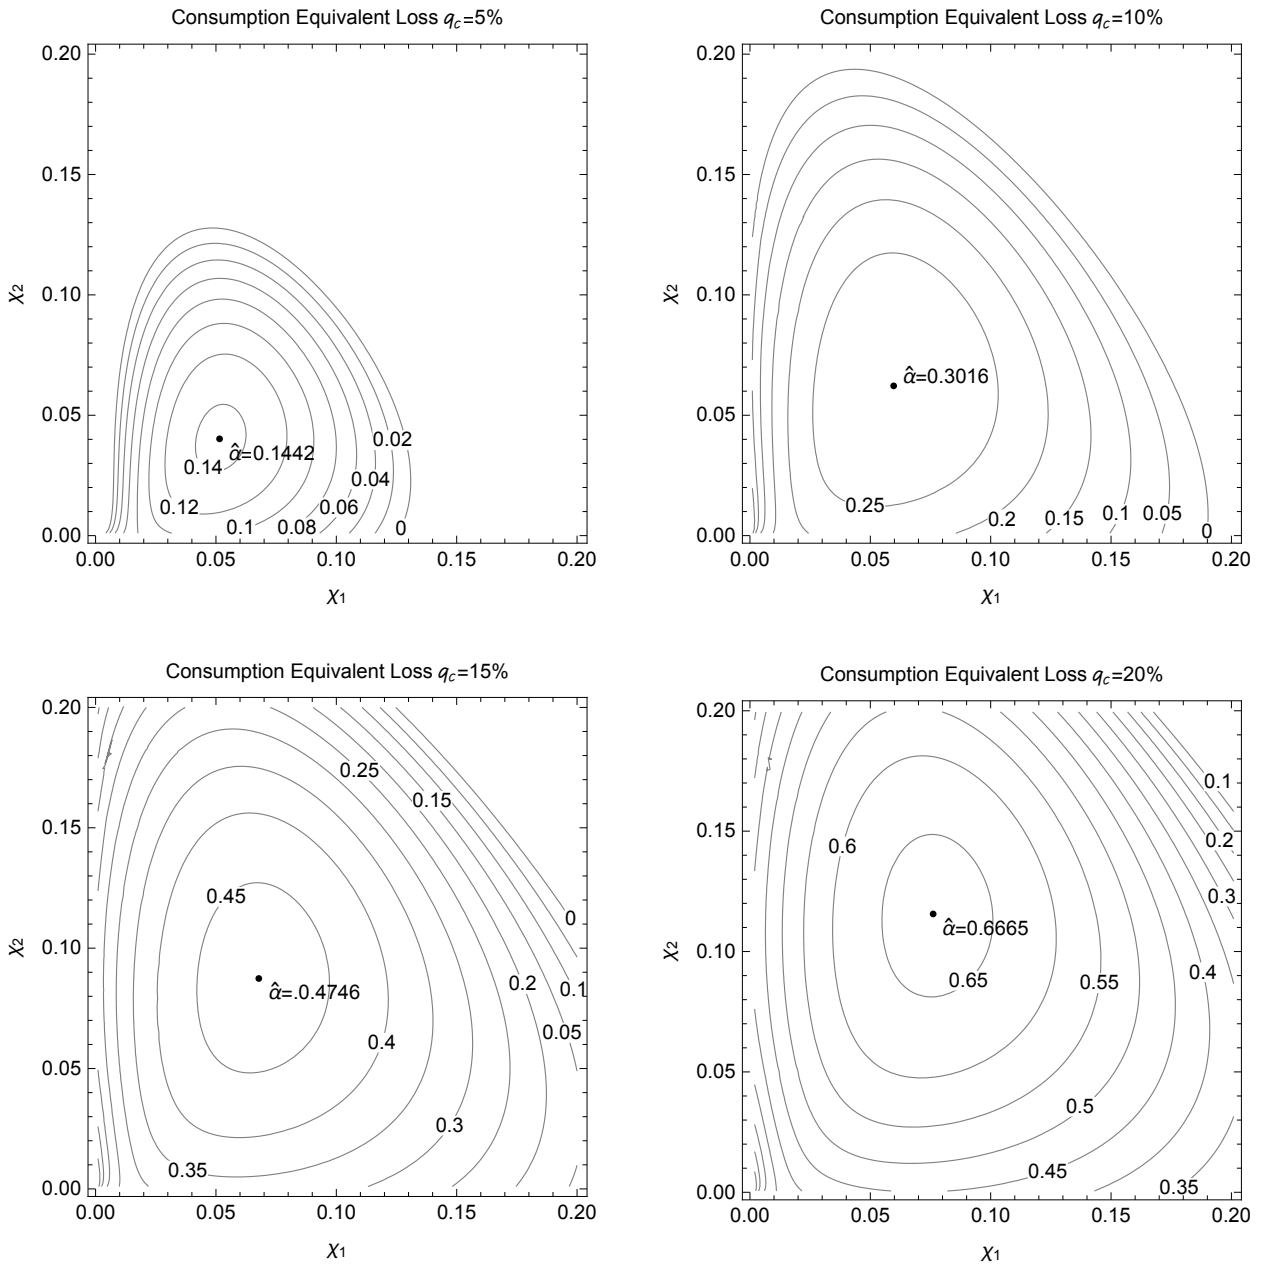 Consumption Equivalent Loss q_c=5%
0.20
0.15
χ2 0.10
0.05
0.00
0.02
0.04
0.06
0.08
0
0.1
0.12
0.14
α̂=0.1442
0.00 0.05 0.10 0.15 0.20
χ1
Consumption Equivalent Loss q_c=10%
0.20
0.15
χ2 0.10
0.05
0.00
α̂=0.3016
0.25
0.2
0.15
0.1
0.05
0
0.00 0.05 0.10 0.15 0.20
χ1
Consumption Equivalent Loss q_c=15%
0.20
0.15
χ2 0.10
0.05
0.00
0.25
0.15
0.45
0
0.2
0.1
α̂=.0.4746
0.05
0.4
0.3
0.35
0.00 0.05 0.10 0.15 0.20
χ1
Consumption Equivalent Loss q_c=20%
0.20
0.15
χ2 0.10
0.05
0.00
0.1
0.2
0.6
0.3
α̂=0.6665
0.4
0.65
0.55
0.5
0.45
0.35
0.00 0.05 0.10 0.15 0.20
χ1